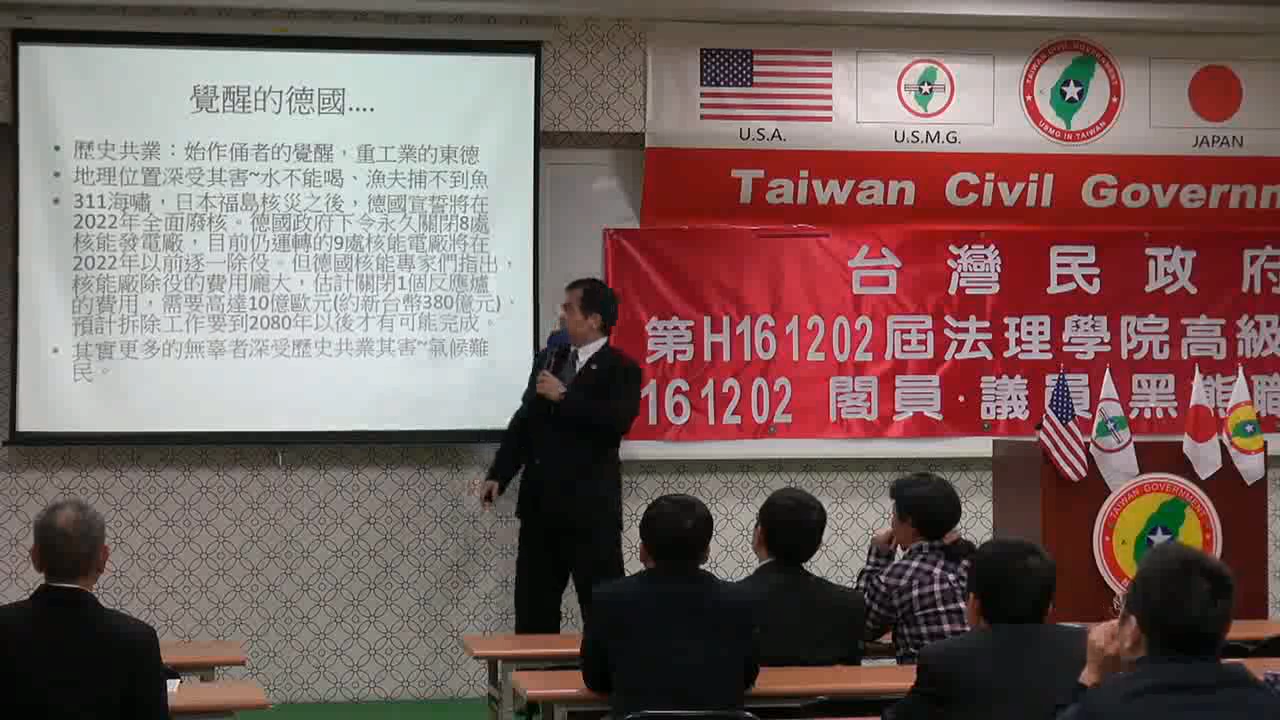 覺醒的德國....
• 歷史共業：始作俑者的覺醒，重工業的東德
• 地理位置深受其害~水不能喝、漁夫捕不到魚
• 311海嘯，日本福島核災之後，德國宣誓將在
2022年全面廢核。德國政府下令永久關閉8處
核能發電廠，目前仍運轉的9處核能電廠將在
2022年以前逐一除役。但德國核能專家們指出，
核能廠除役的費用龐大，估計關閉1個反應爐
的費用，需要高達10億歐元(約新台幣380億元)，
預計拆除工作要到2080年以後才有可能完成。
• 其實更多的無辜者深受歷史共業其害~氣候難
民。
U.S.A.
U.S.M.G.
TAIWAN CIVIL GOVERNMENT
USMG IN TAIWAN
JAPAN
Taiwan Civil Governm
台灣民政府
第H161202屆法理學院高級
161202 閣員·議員黑熊職
TAIWAN GOVERNMENT